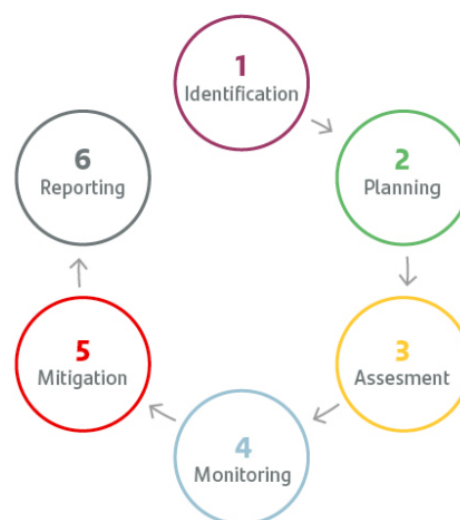 1
Identification
2
Planning
3
Assesment
4
Monitoring
5
Mitigation
6
Reporting